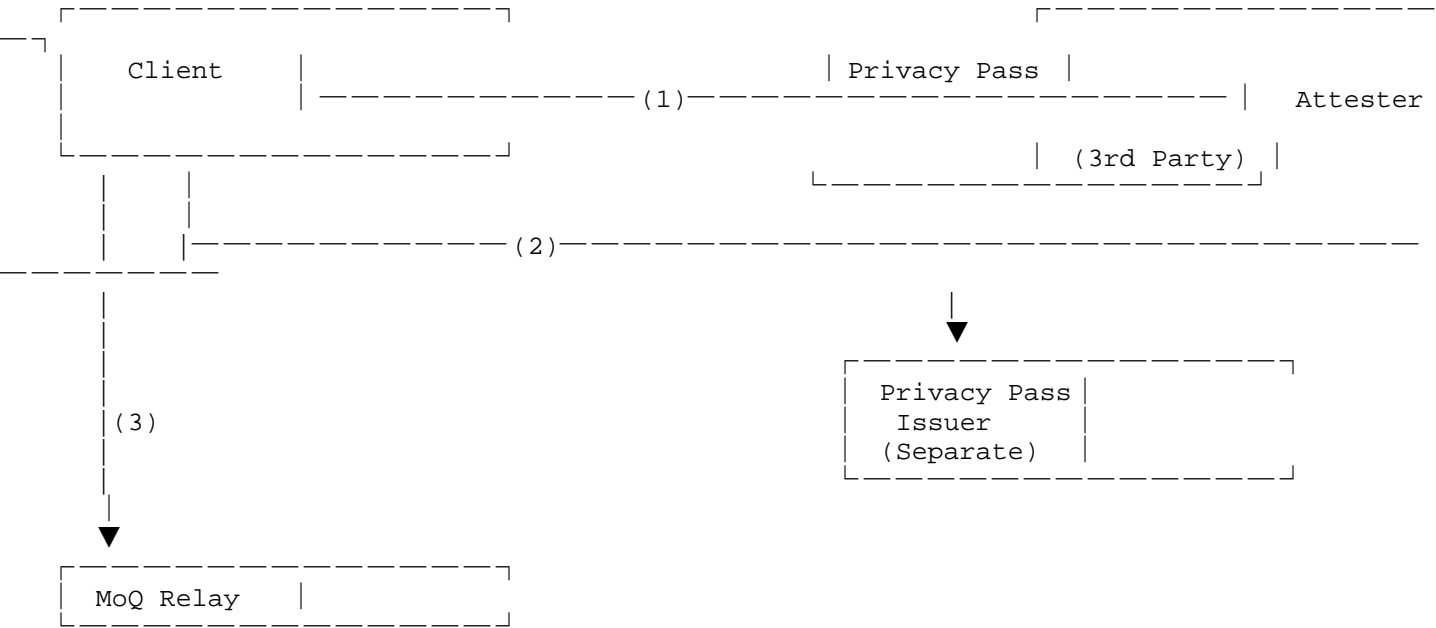 Client
Privacy Pass
(1)
Attester
(3rd Party)
(2)
Privacy Pass
(3)
Issuer
(Separate)
MoQ Relay